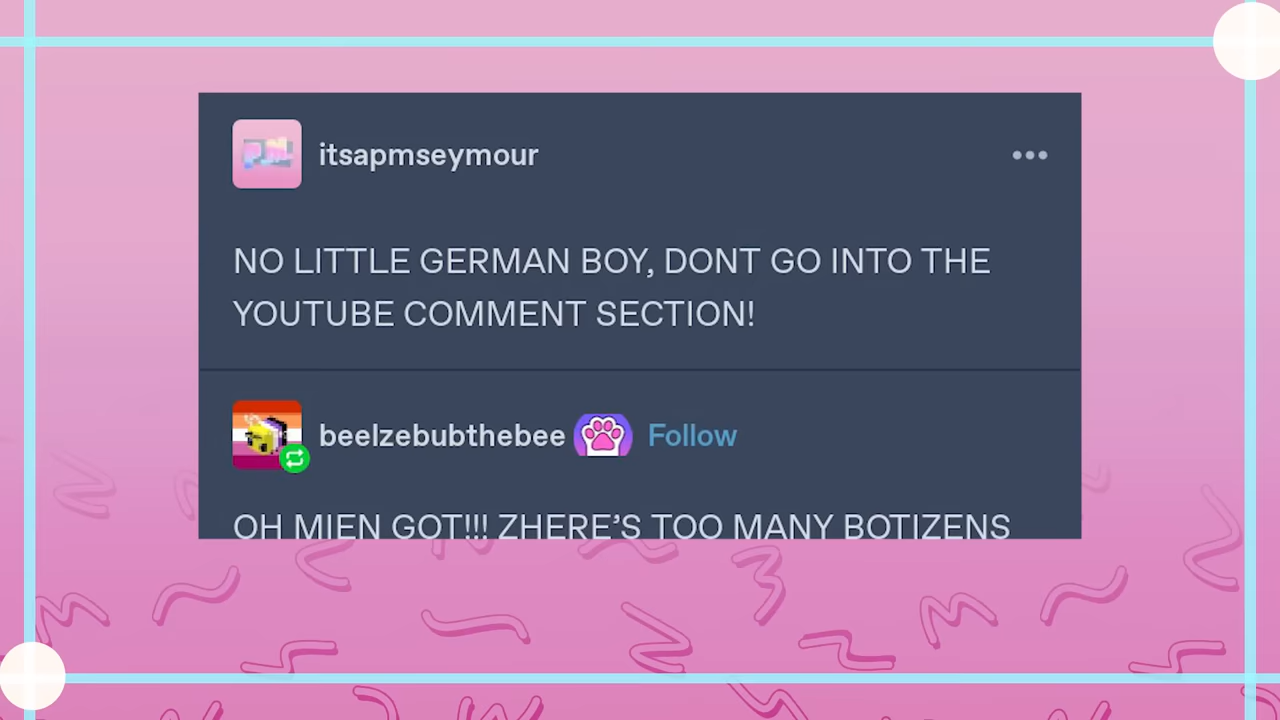 itsapmseymour
NO LITTLE GERMAN BOY, DONT GO INTO THE
YOUTUBE COMMENT SECTION!
beelzebubthebee Follow
OH MIEN GOT!!! ZHERE’S TOO MANY BOTIZENS